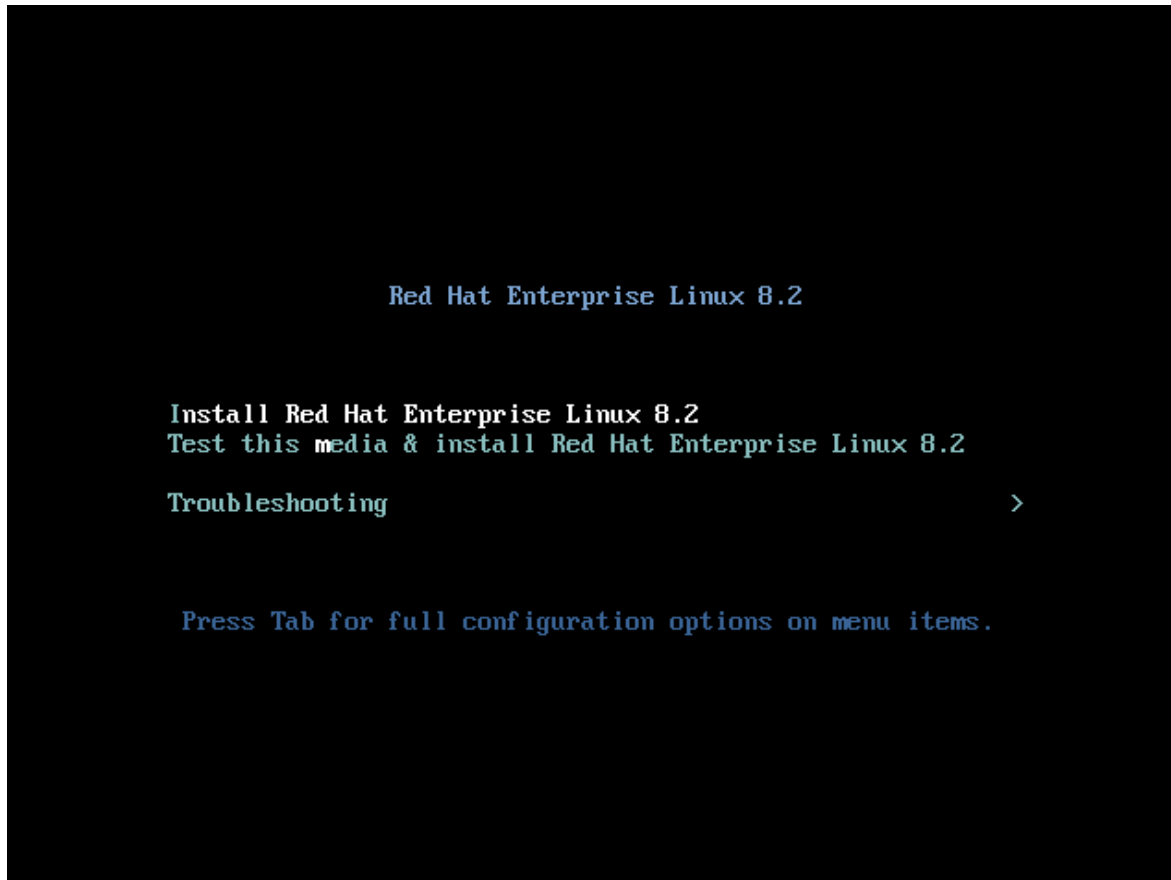 Red Hat Enterprise Linux 8.2
Install Red Hat Enterprise Linux 8.2
Test this media & install Red Hat Enterprise Linux 8.2
Troubleshooting >
Press Tab for full configuration options on menu items.